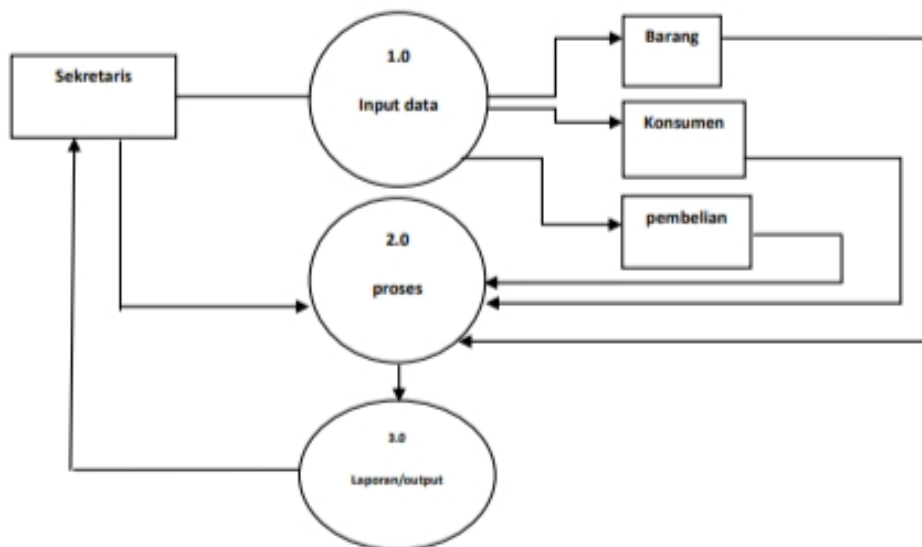 Sekretaris
1.0
Input data
Barang
Konsumen
pembelian
2.0
proses
3.0
Laporan/output